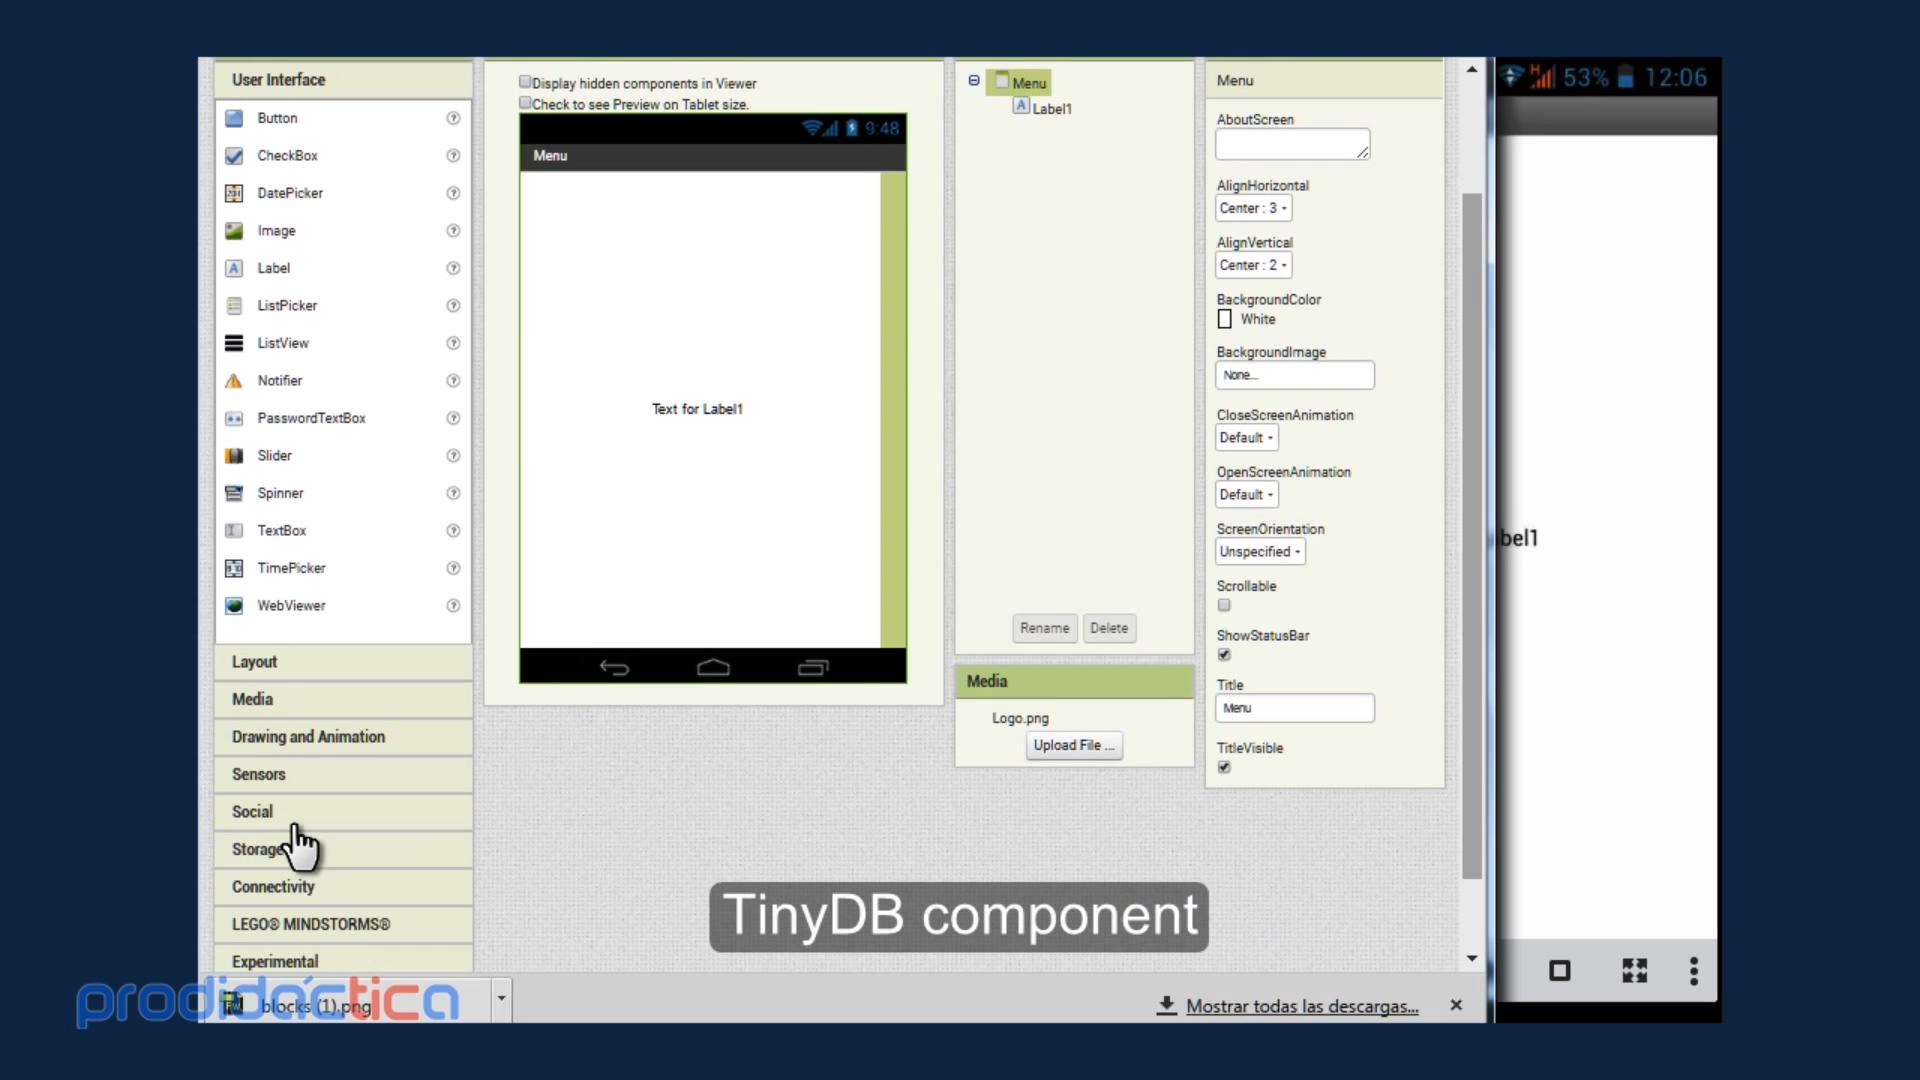 User Interface
Button
CheckBox
DatePicker
Image
Label
ListPicker
ListView
Notifier
PasswordTextBox
Slider
Spinner
TextBox
TimePicker
WebViewer
Layout
Media
Drawing and Animation
Sensors
Social
Storage
Connectivity
LEGO® MINDSTORMS®
Experimental
Display hidden components in Viewer
Check to see Preview on Tablet size.
9:48
Menu
Text for Label1
Menu
Label1
Rename Delete
Media
Logo.png
Upload File ...
Menu
AboutScreen
AlignHorizontal
Center : 3
AlignVertical
Center : 2
BackgroundColor
White
BackgroundImage
None...
CloseScreenAnimation
Default
OpenScreenAnimation
Default
ScreenOrientation
Unspecified
Scrollable
ShowStatusBar
Title
Menu
TitleVisible
H 53% 12:06
bel1
TinyDB component
prodidáctica
blocks (1).png
Mostrar todas las descargas...